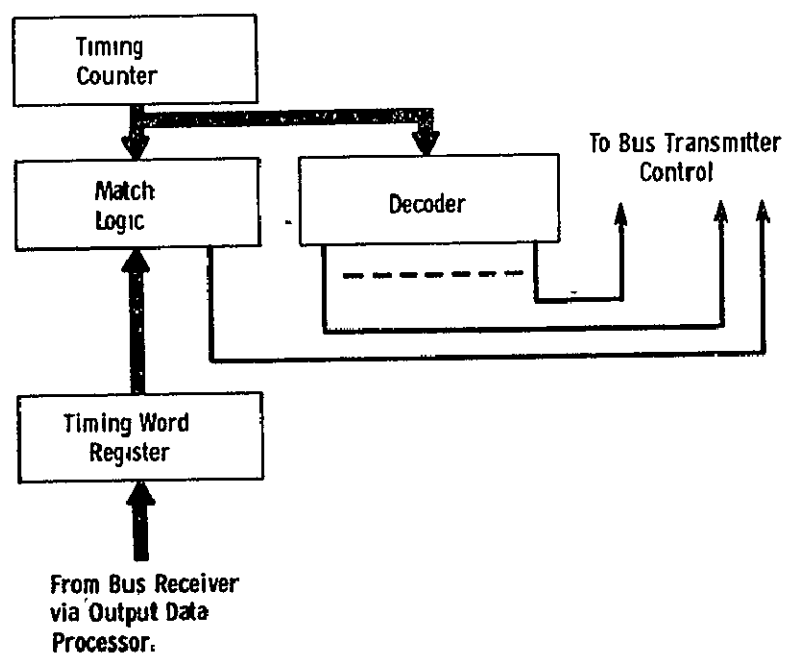 Timing
Counter
To Bus Transmitter
Control
Match
Logic
Decoder
Timing Word
Register
From Bus Receiver
via Output Data
Processor.